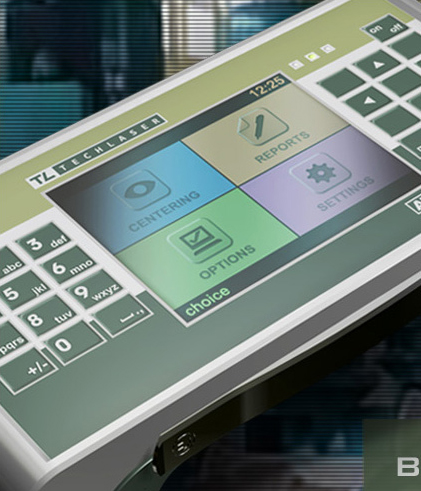 on off
12:25
TL TECHLASER
REPORTS
CENTERING
SETTINGS
OPTIONS
choice
3 def
abc
6 mno
5 jkl
9 wxyz
8 tuv
pqrs
0
+/-
B